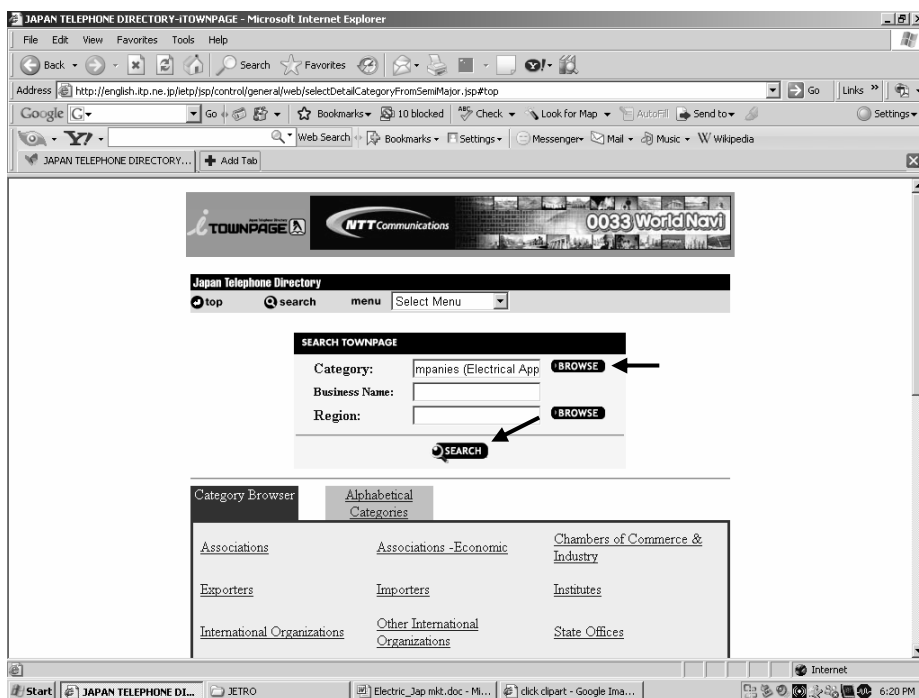 JAPAN TELEPHONE DIRECTORY-iTOWNPAGE - Microsoft Internet Explorer
File Edit View Favorites Tools Help
Back Search Favorites
Address http://english.itp.ne.jp/ietp/jsp/control/general/web/selectDetailCategoryFromSemiMajor.jsp#top Go Links »
Google G Go Bookmarks 10 blocked Check Look for Map AutoFill Send to Settings
Y! Web Search Bookmarks Settings Messenger Mail Music W Wikipedia
JAPAN TELEPHONE DIRECTORY... Add Tab
iTOWNPAGE NTT Communications 0033 World Navi
Japan Telephone Directory
top search menu Select Menu
SEARCH TOWNPAGE
Category: mpanies (Electrical App BROWSE
Business Name:
Region: BROWSE
SEARCH
Category Browser Alphabetical Categories
Associations Associations -Economic Chambers of Commerce & Industry
Exporters Importers Institutes
International Organizations Other International Organizations State Offices
Internet
Start JAPAN TELEPHONE DI... JETRO Electric_Jap mkt.doc - Mi... click clipart - Google Ima... 6:20 PM